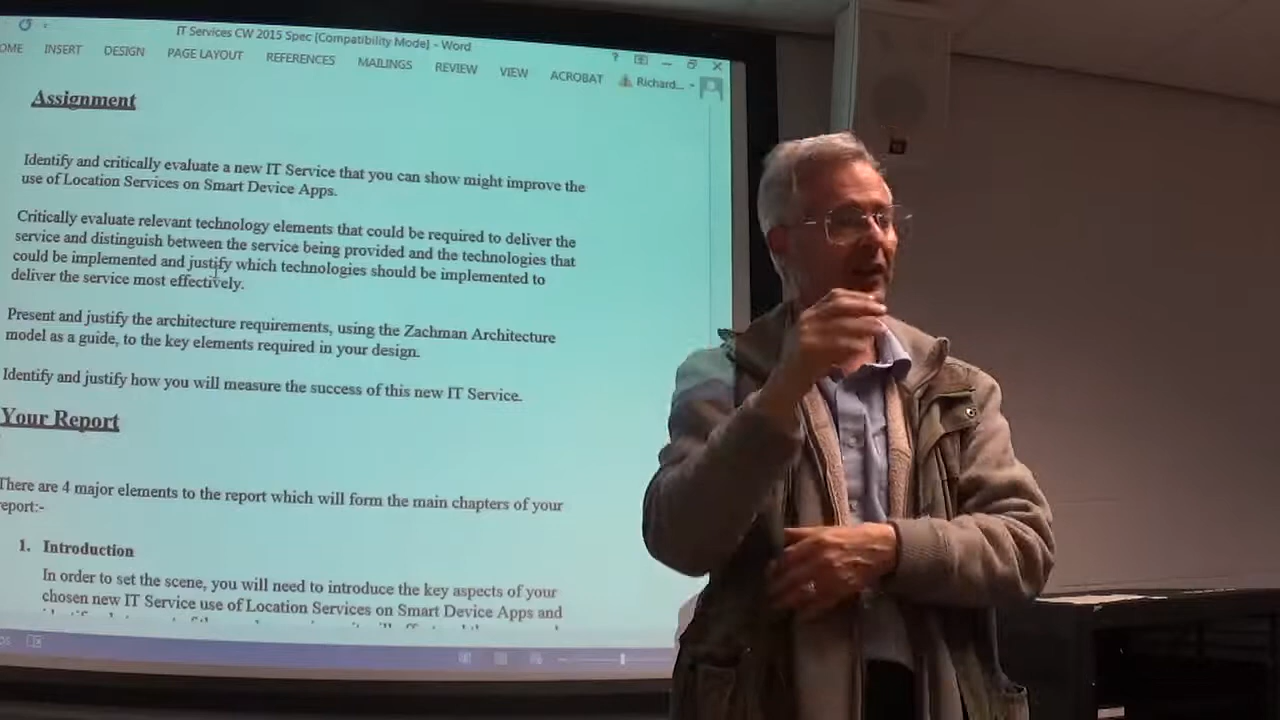 IT Services CW 2015 Spec [Compatibility Mode] - Word
OME INSERT DESIGN PAGE LAYOUT REFERENCES MAILINGS REVIEW VIEW ACROBAT Richard...
Assignment
Identify and critically evaluate a new IT Service that you can show might improve the
use of Location Services on Smart Device Apps.
Critically evaluate relevant technology elements that could be required to deliver the
service and distinguish between the service being provided and the technologies that
could be implemented and justify which technologies should be implemented to
deliver the service most effectively.
Present and justify the architecture requirements, using the Zachman Architecture
model as a guide, to the key elements required in your design.
Identify and justify how you will measure the success of this new IT Service.
Your Report
There are 4 major elements to the report which will form the main chapters of your
report:-
1. Introduction
In order to set the scene, you will need to introduce the key aspects of your
chosen new IT Service use of Location Services on Smart Device Apps and